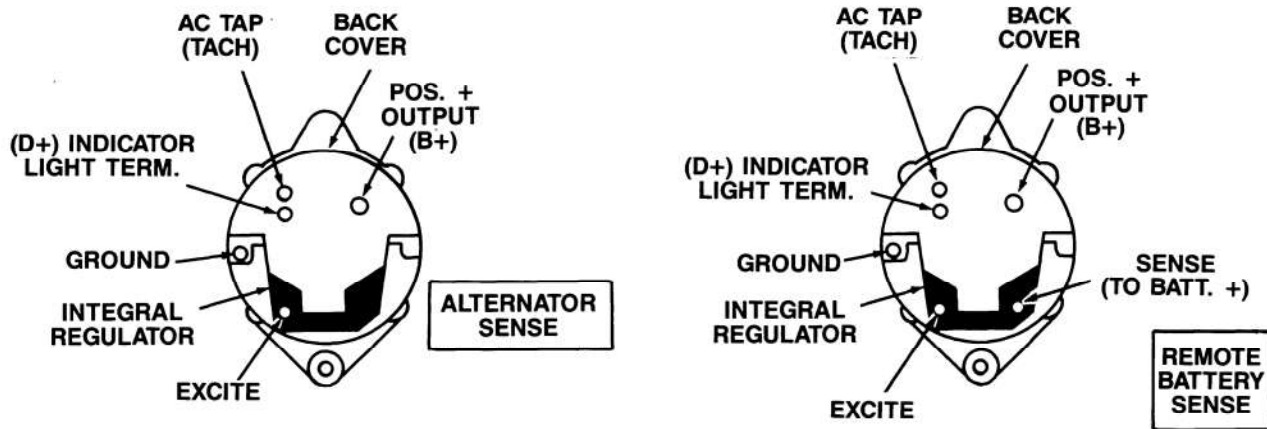 AC TAP
(TACH)
BACK
COVER
POS. +
OUTPUT
(B+)
(D+) INDICATOR
LIGHT TERM.
GROUND
INTEGRAL
REGULATOR
EXCITE
ALTERNATOR
SENSE
AC TAP
(TACH)
BACK
COVER
POS. +
OUTPUT
(B+)
(D+) INDICATOR
LIGHT TERM.
GROUND
INTEGRAL
REGULATOR
EXCITE
SENSE
(TO BATT. +)
REMOTE
BATTERY
SENSE